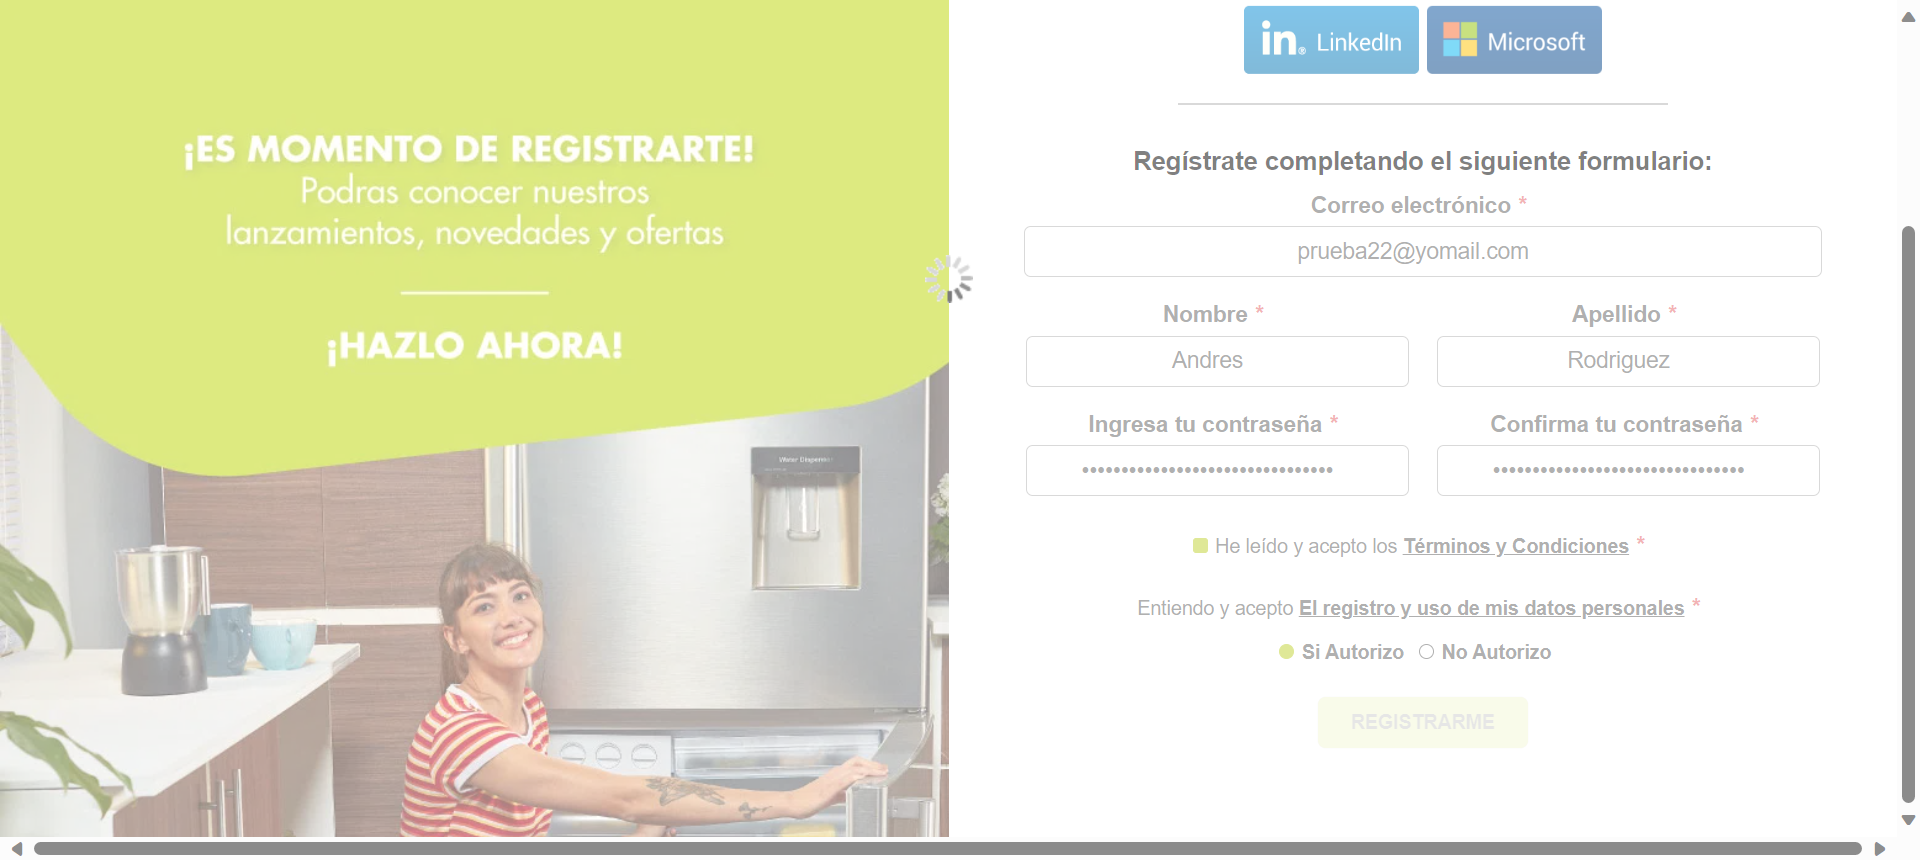 ¡ES MOMENTO DE REGISTRARTE!
Podras conocer nuestros
lanzamientos, novedades y ofertas
¡HAZLO AHORA!
Water Dispenser
in® LinkedIn
Microsoft
Regístrate completando el siguiente formulario:
Correo electrónico *
prueba22@yomail.com
Nombre *
Apellido *
Andres
Rodriguez
Ingresa tu contraseña *
Confirma tu contraseña *
••••••••••••••••••••••••••••••••
••••••••••••••••••••••••••••••••
He leído y acepto los Términos y Condiciones *
Entiendo y acepto El registro y uso de mis datos personales *
Si Autorizo
No Autorizo
REGISTRARME